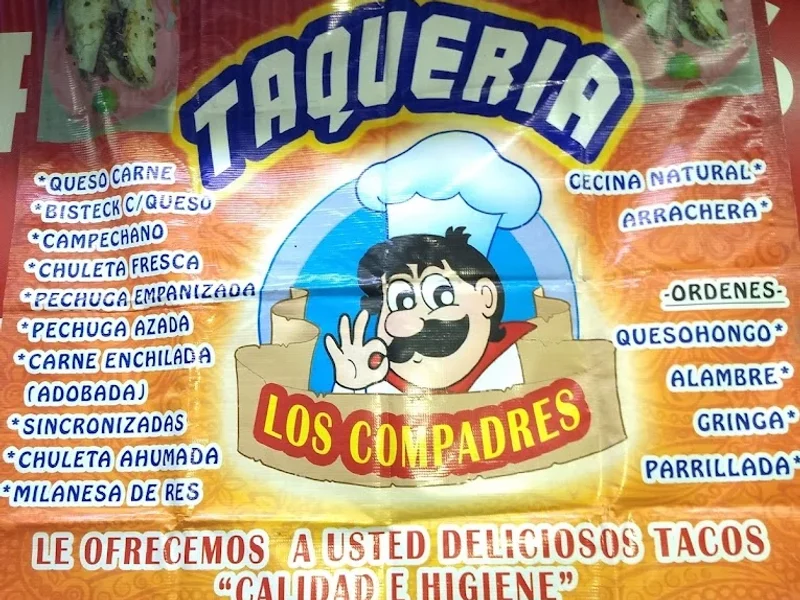 TAQUERIA
*QUESO CARNE
*BISTECK C/QUESO
*CAMPECHANO
*CHULETA FRESCA
*PECHUGA EMPANIZADA
*PECHUGA AZADA
*CARNE ENCHILADA
(ADOBADA)
*SINCRONIZADAS
*CHULETA AHUMADA
*MILANESA DE RES
CECINA NATURAL*
ARRACHERA*
-ORDENES-
QUESOHONGO*
ALAMBRE*
GRINGA*
PARRILLADA*
LOS COMPADRES
LE OFRECEMOS A USTED DELICIOSOS TACOS
"CALIDAD E HIGIENE"